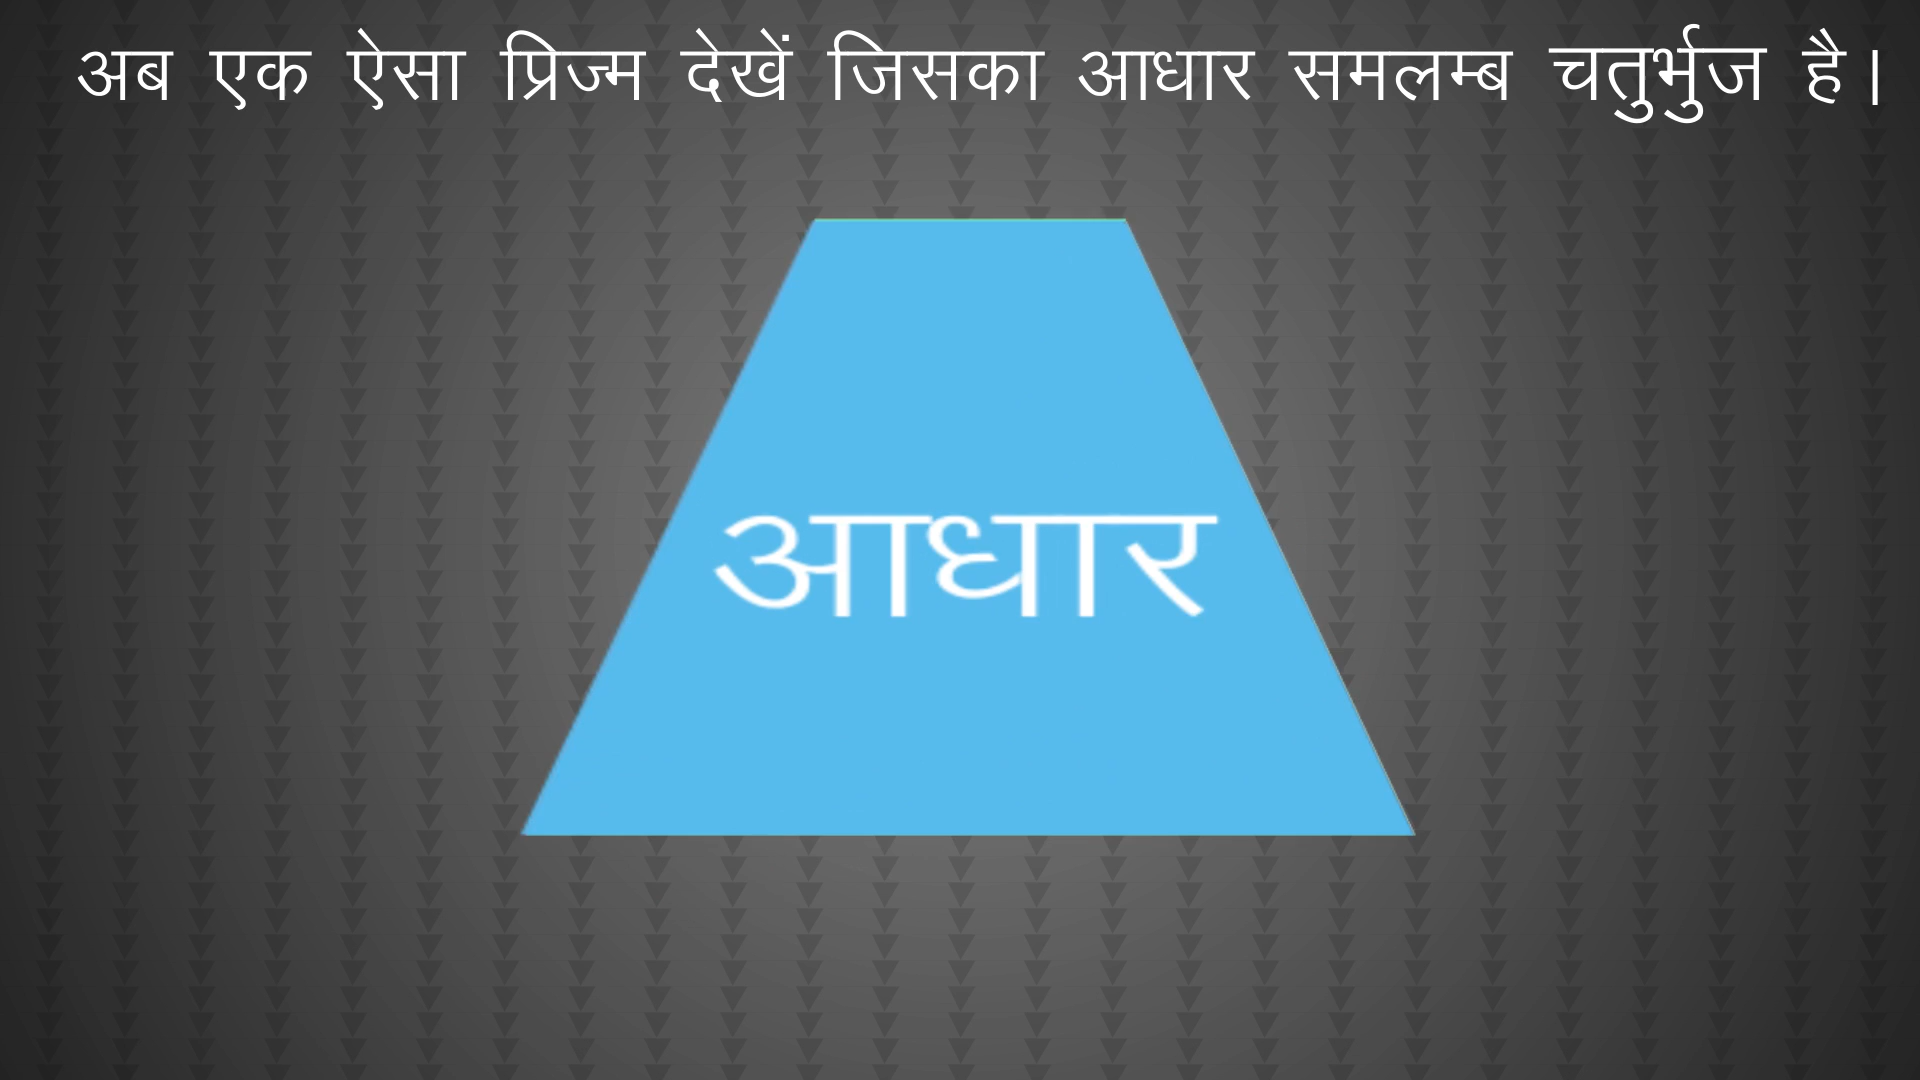 अब एक ऐसा प्रिज्म देखें जिसका आधार समलम्ब चतुर्भुज है।
आधार